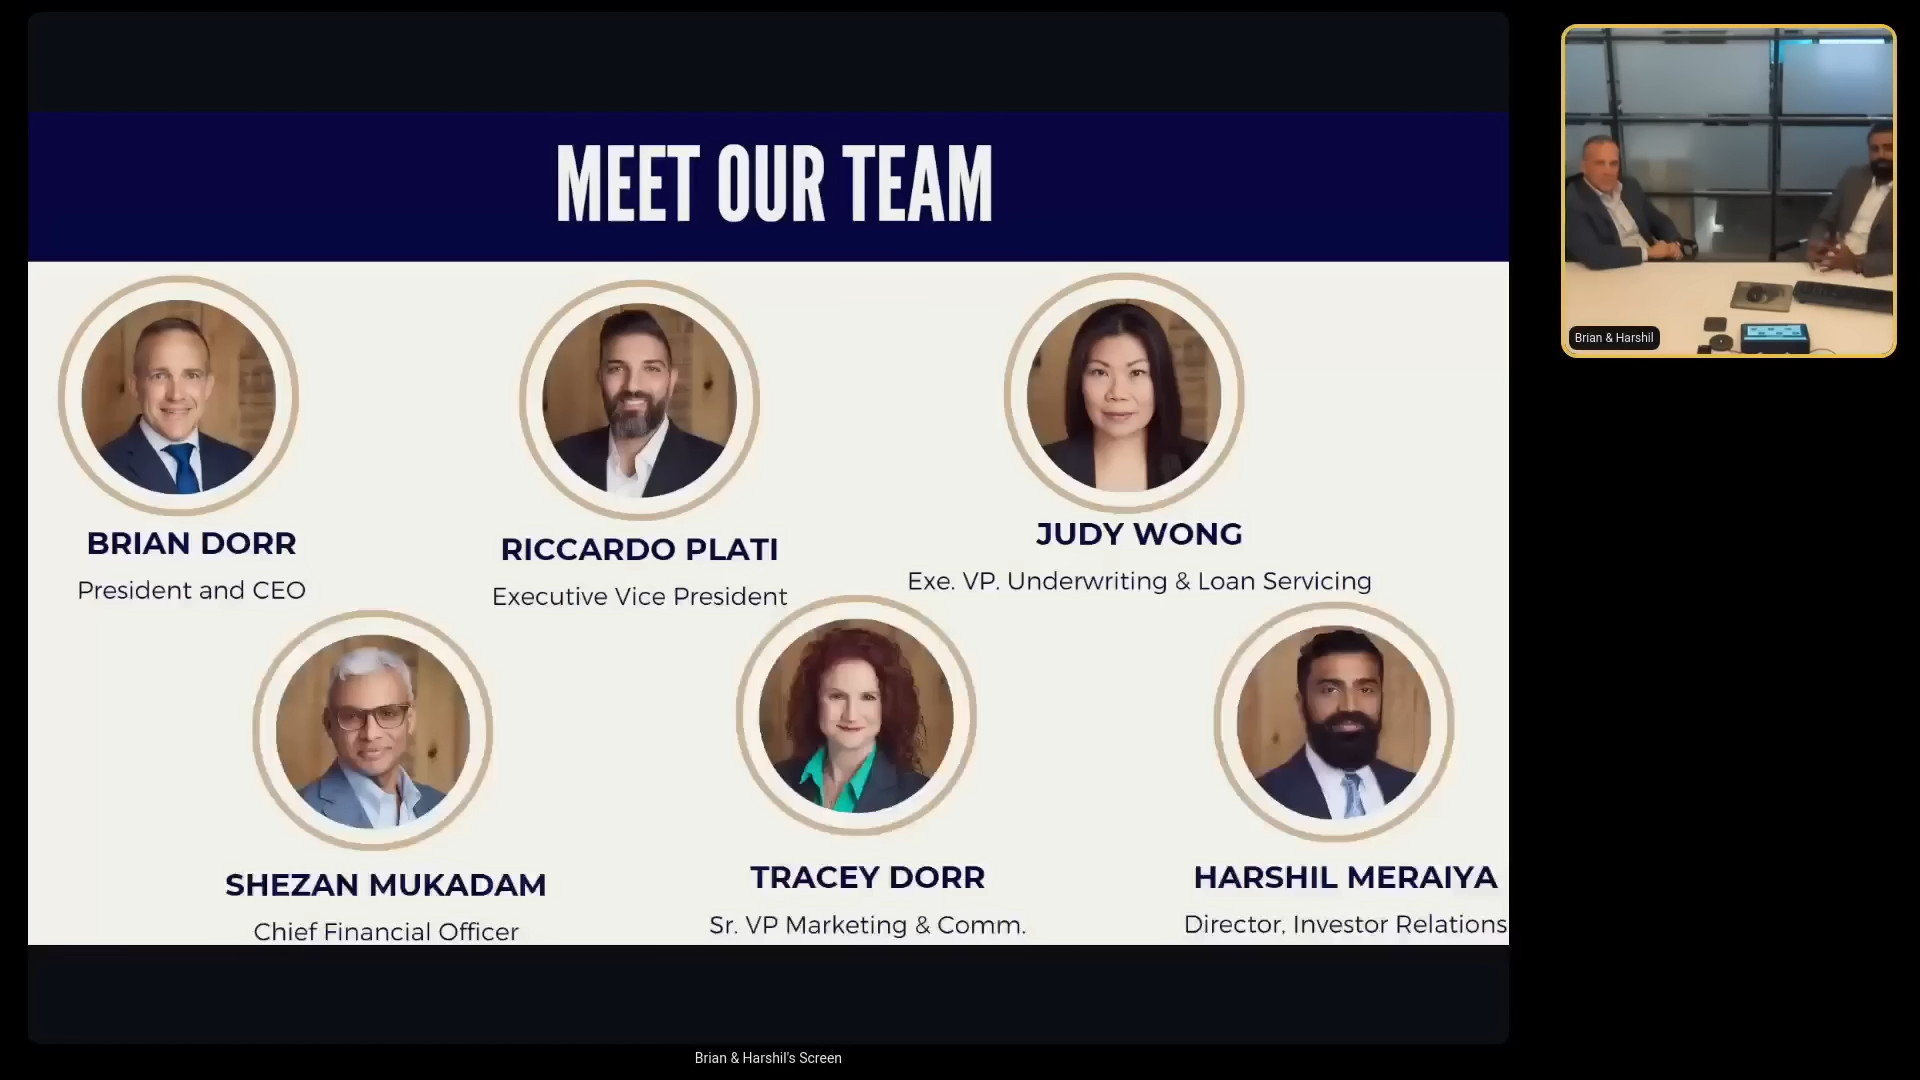 MEET OUR TEAM
BRIAN DORR
President and CEO
RICCARDO PLATI
Executive Vice President
JUDY WONG
Exe. VP. Underwriting & Loan Servicing
SHEZAN MUKADAM
Chief Financial Officer
TRACEY DORR
Sr. VP Marketing & Comm.
HARSHIL MERAIYA
Director, Investor Relations
Brian & Harshil
Brian & Harshil's Screen